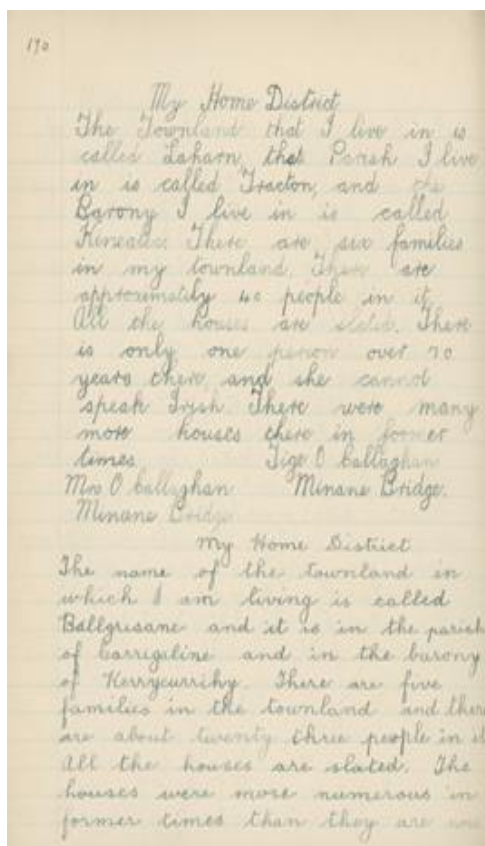 190
My Home District
The Townland that I live in is
called Laharn, that Parish I live
in is called Tracton, and the
Barony I live in is called
Kinealea. There are six families
in my townland. There are
approximately 40 people in it.
All the houses are slated. There
is only one person over 70
years there, and she cannot
speak Irish. There were many
more houses there in former
times. Tige O Callaghan
Mrs O Callaghan Minane Bridge.
Minane Bridge
My Home District
The name of the townland in
which I am living is called
Ballgrisane and it is in the parish
of Carrigaline and in the barony
of Kerrycurrihy. There are five
families in the townland and there
are about twenty three people in it
All the houses are slated. The
houses were more numerous in
former times than they are now